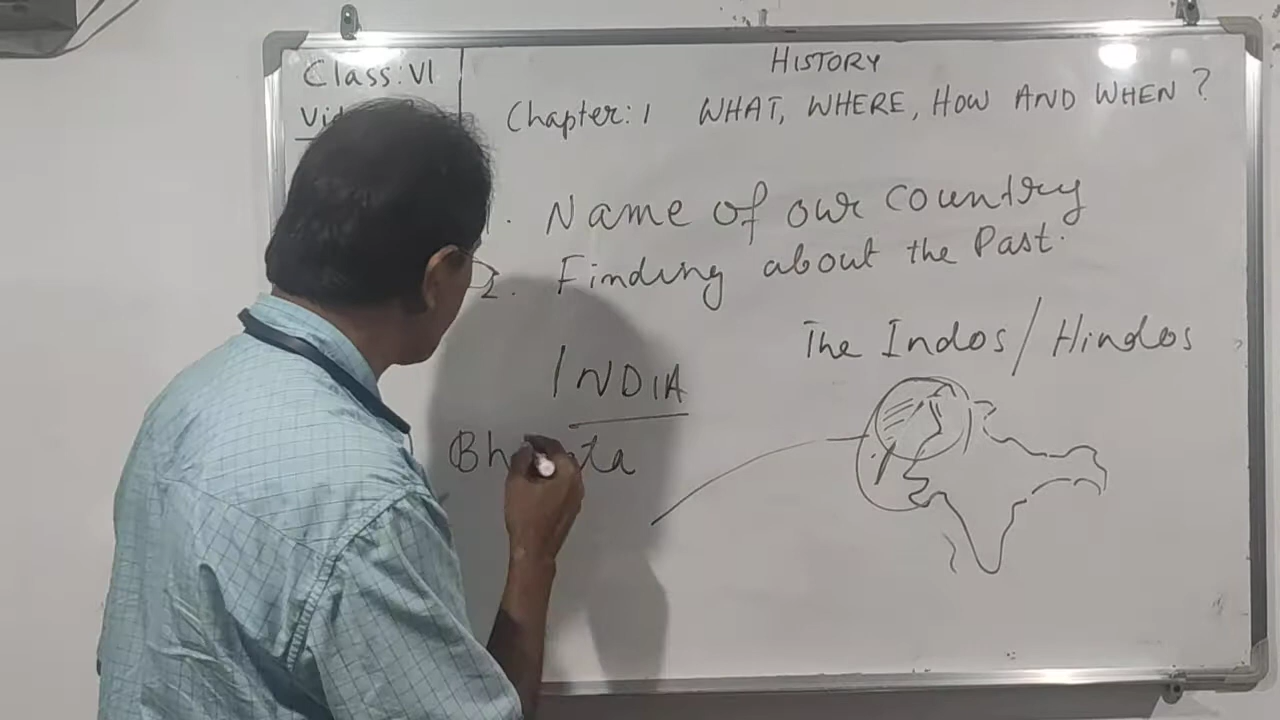 Class: VI
HISTORY
Chapter: 1 WHAT, WHERE, HOW AND WHEN ?
1. Name of our country
2. Finding about the Past.
The Indos / Hindos
INDIA